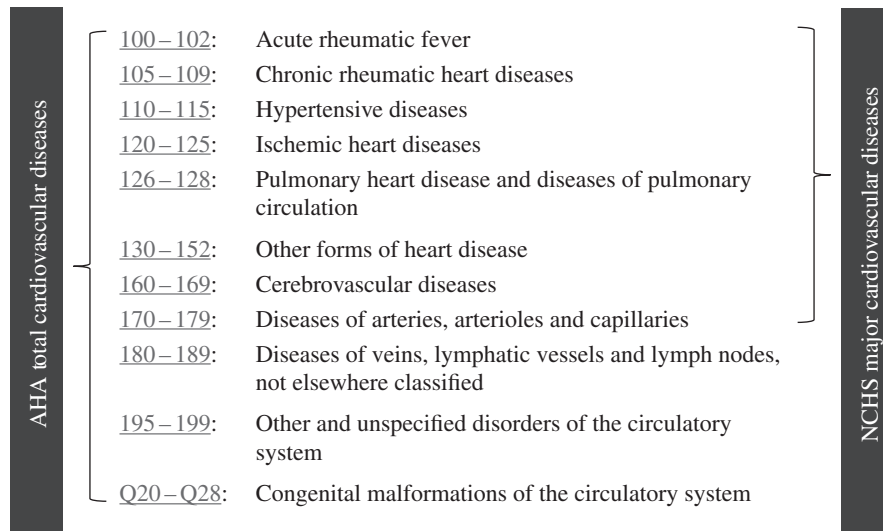 AHA total cardiovascular diseases
100–102: Acute rheumatic fever
105–109: Chronic rheumatic heart diseases
110–115: Hypertensive diseases
120–125: Ischemic heart diseases
126–128: Pulmonary heart disease and diseases of pulmonary
circulation
130–152: Other forms of heart disease
160–169: Cerebrovascular diseases
170–179: Diseases of arteries, arterioles and capillaries
180–189: Diseases of veins, lymphatic vessels and lymph nodes,
not elsewhere classified
195–199: Other and unspecified disorders of the circulatory
system
Q20–Q28: Congenital malformations of the circulatory system
NCHS major cardiovascular diseases